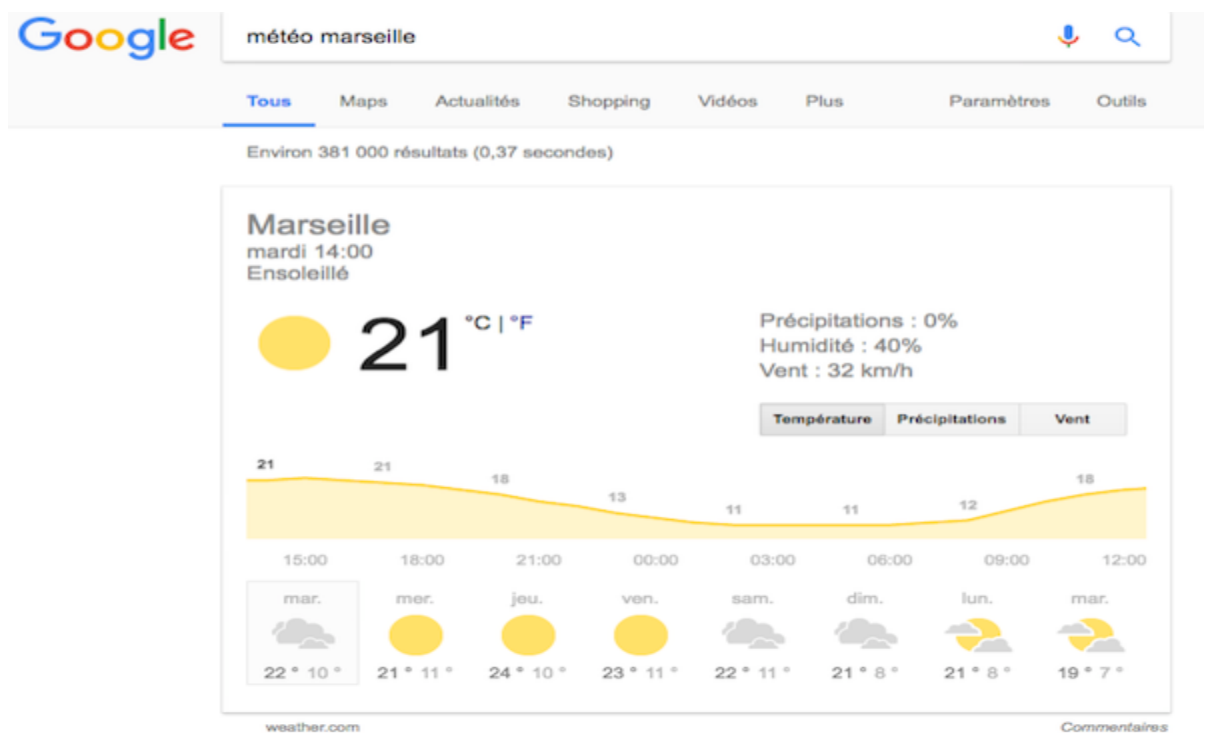 Google météo marseille
Tous Maps Actualités Shopping Vidéos Plus Paramètres Outils
Environ 381 000 résultats (0,37 secondes)
Marseille
mardi 14:00
Ensoleillé
21 °C | °F
Précipitations : 0%
Humidité : 40%
Vent : 32 km/h
Température Précipitations Vent
21 21 18 13 11 11 12 18
15:00 18:00 21:00 00:00 03:00 06:00 09:00 12:00
mar. mer. jeu. ven. sam. dim. lun. mar.
22 ° 10 ° 21 ° 11 ° 24 ° 10 ° 23 ° 11 ° 22 ° 11 ° 21 ° 8 ° 21 ° 8 ° 19 ° 7 °
weather.com Commentaires